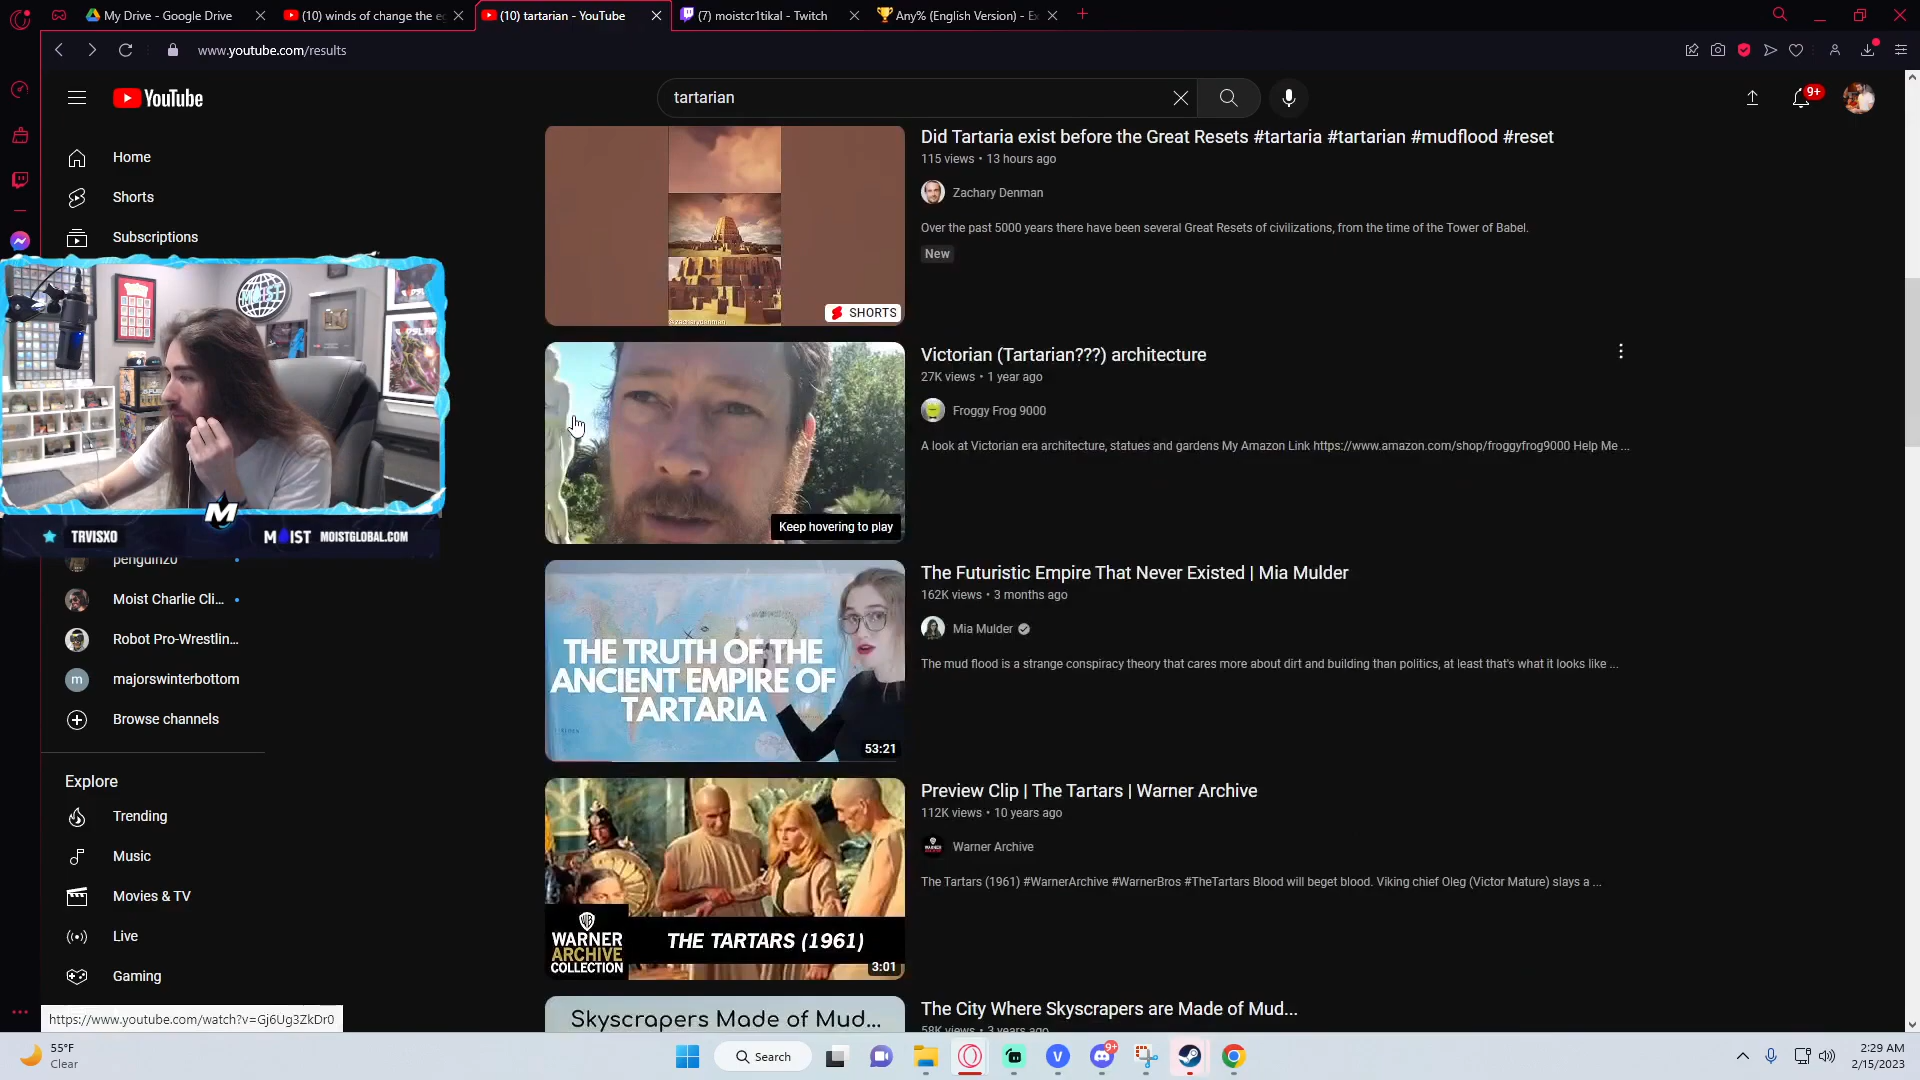 My Drive - Google Drive
(10) winds of change the e
(10) tartarian - YouTube
(7) moistcr1tikal - Twitch
Any% (English Version) - E
www.youtube.com/results
YouTube
tartarian
9+
Home
Shorts
Subscriptions
MOIST
TRVISXO
M
MOIST
MOISTGLOBAL.COM
penguinz0
Moist Charlie Cli...
Robot Pro-Wrestlin...
m
majorswinterbottom
Browse channels
Explore
Trending
Music
Movies & TV
Live
Gaming
https://www.youtube.com/watch?v=Gj6Ug3ZkDr0
SHORTS
Did Tartaria exist before the Great Resets #tartaria #tartarian #mudflood #reset
115 views • 13 hours ago
Zachary Denman
Over the past 5000 years there have been several Great Resets of civilizations, from the time of the Tower of Babel.
New
Keep hovering to play
Victorian (Tartarian???) architecture
27K views • 1 year ago
Froggy Frog 9000
A look at Victorian era architecture, statues and gardens My Amazon Link https://www.amazon.com/shop/froggyfrog9000 Help Me ...
THE TRUTH OF THE
ANCIENT EMPIRE OF
TARTARIA
53:21
The Futuristic Empire That Never Existed | Mia Mulder
162K views • 3 months ago
Mia Mulder
The mud flood is a strange conspiracy theory that cares more about dirt and building than politics, at least that's what it looks like ...
WB
WARNER
ARCHIVE
COLLECTION
THE TARTARS (1961)
3:01
Preview Clip | The Tartars | Warner Archive
112K views • 10 years ago
Warner Archive
The Tartars (1961) #WarnerArchive #WarnerBros #TheTartars Blood will beget blood. Viking chief Oleg (Victor Mature) slays a ...
Skyscrapers Made of Mud...
The City Where Skyscrapers are Made of Mud...
58K views • 3 years ago
55°F
Clear
Search
V
9+
2:29 AM
2/15/2023